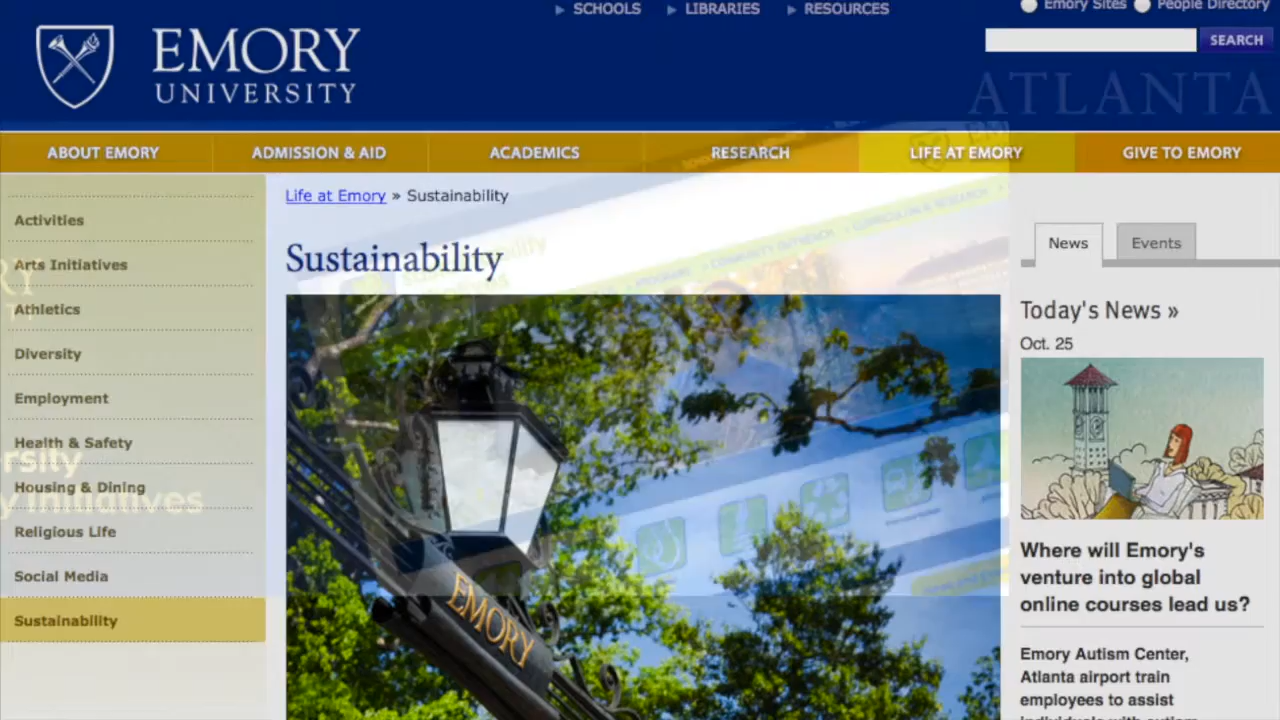 SCHOOLS
LIBRARIES
RESOURCES
Emory Sites
People Directory
EMORY
UNIVERSITY
SEARCH
ATLANTA
ABOUT EMORY
ADMISSION & AID
ACADEMICS
RESEARCH
LIFE AT EMORY
GIVE TO EMORY
Activities
Arts Initiatives
Athletics
Diversity
Employment
Health & Safety
Housing & Dining
Religious Life
Social Media
Sustainability
Life at Emory » Sustainability
Sustainability
EMORY
News
Events
Today's News »
Oct. 25
Where will Emory's
venture into global
online courses lead us?
Emory Autism Center,
Atlanta airport train
employees to assist
individuals with autism